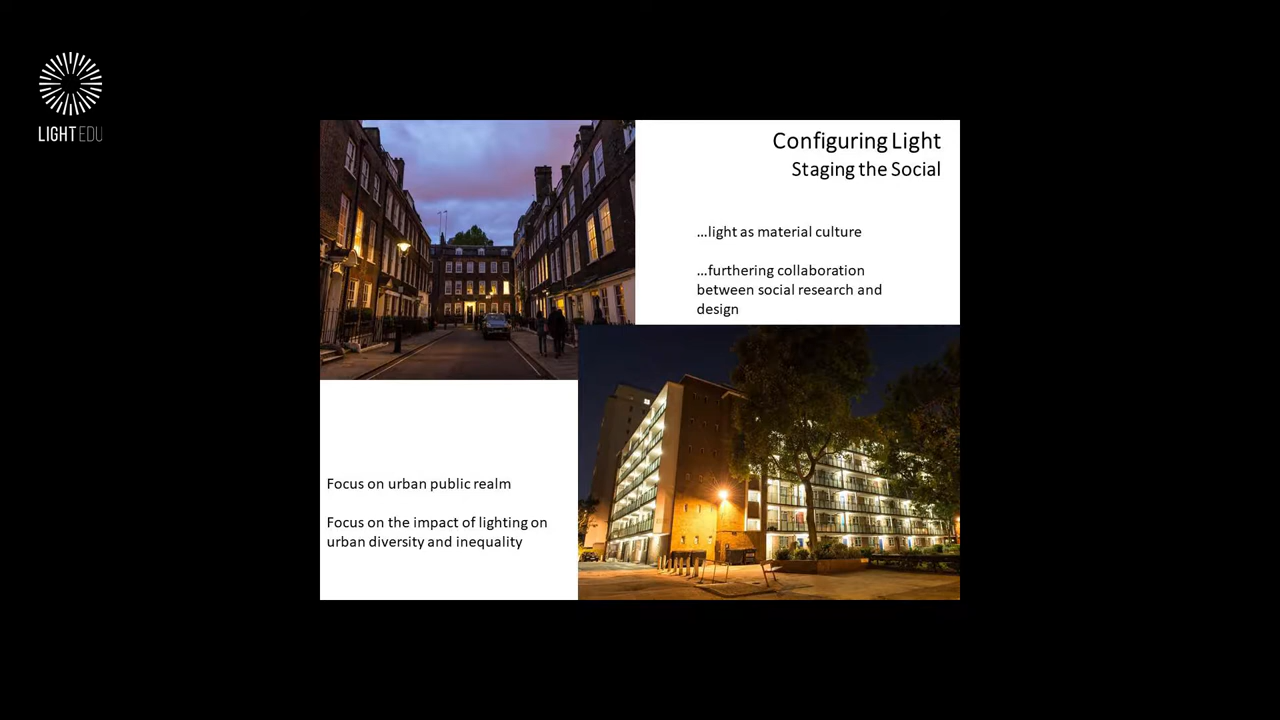 LIGHT EDU
Configuring Light
Staging the Social
...light as material culture
...furthering collaboration
between social research and
design
Focus on urban public realm
Focus on the impact of lighting on
urban diversity and inequality